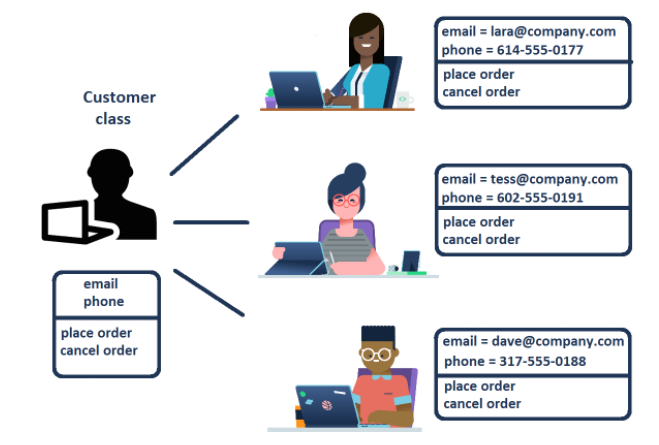 Customer
class
email
phone
place order
cancel order
email = lara@company.com
phone = 614-555-0177
place order
cancel order
email = tess@company.com
phone = 602-555-0191
place order
cancel order
email = dave@company.com
phone = 317-555-0188
place order
cancel order